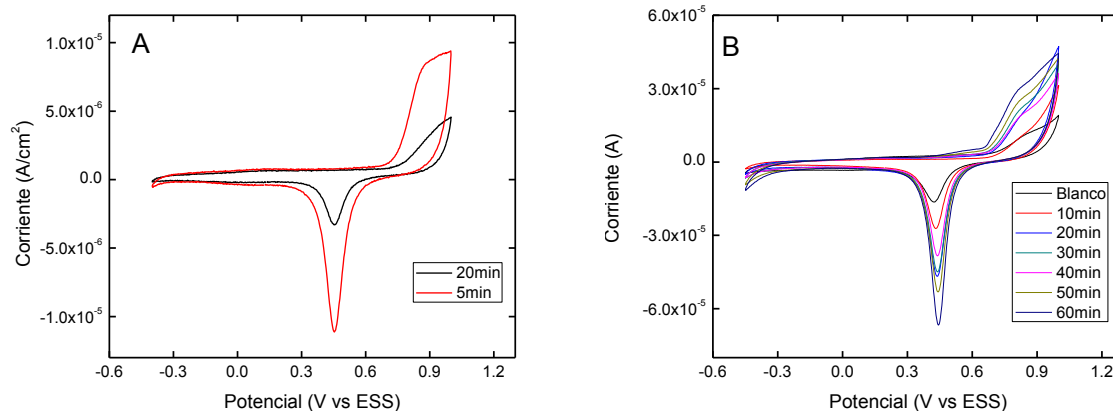 A
Corriente (A/cm²)
1.0x10⁻⁵
5.0x10⁻⁶
0.0
-5.0x10⁻⁶
-1.0x10⁻⁵
-0.6 -0.3 0.0 0.3 0.6 0.9 1.2
Potencial (V vs ESS)
20min
5min
B
Corriente (A)
6.0x10⁻⁵
3.0x10⁻⁵
0.0
-3.0x10⁻⁵
-6.0x10⁻⁵
-0.6 -0.3 0.0 0.3 0.6 0.9 1.2
Potencial (V vs ESS)
Blanco
10min
20min
30min
40min
50min
60min